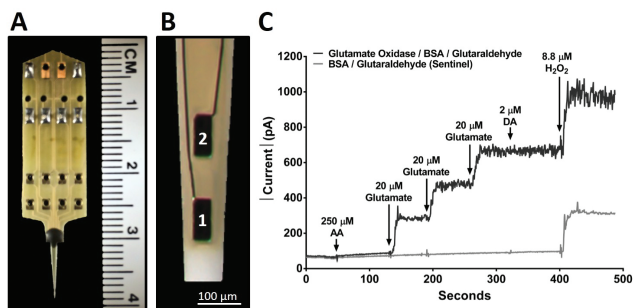 A
B
C
CM
1
2
3
4
2
1
100 µm
Glutamate Oxidase / BSA / Glutaraldehyde
BSA / Glutaraldehyde (Sentinel)
8.8 µM
H₂O₂
2 µM
DA
20 µM
Glutamate
20 µM
Glutamate
20 µM
Glutamate
250 µM
AA
|Current| (pA)
1200
1000
800
600
400
200
0
0
100
200
300
400
500
Seconds